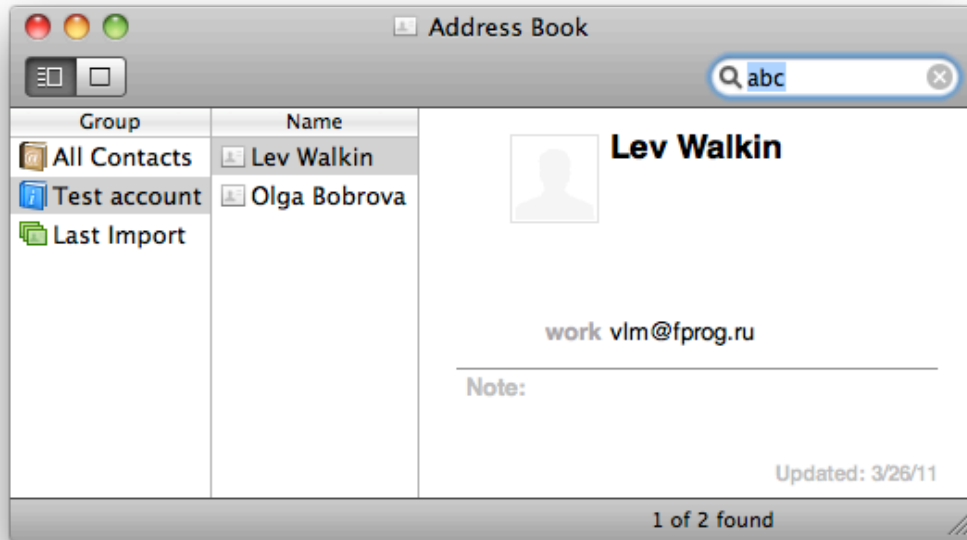 Address Book
abc
Group
All Contacts
Test account
Last Import
Name
Lev Walkin
Olga Bobrova
Lev Walkin
work vlm@fprog.ru
Note:
Updated: 3/26/11
1 of 2 found